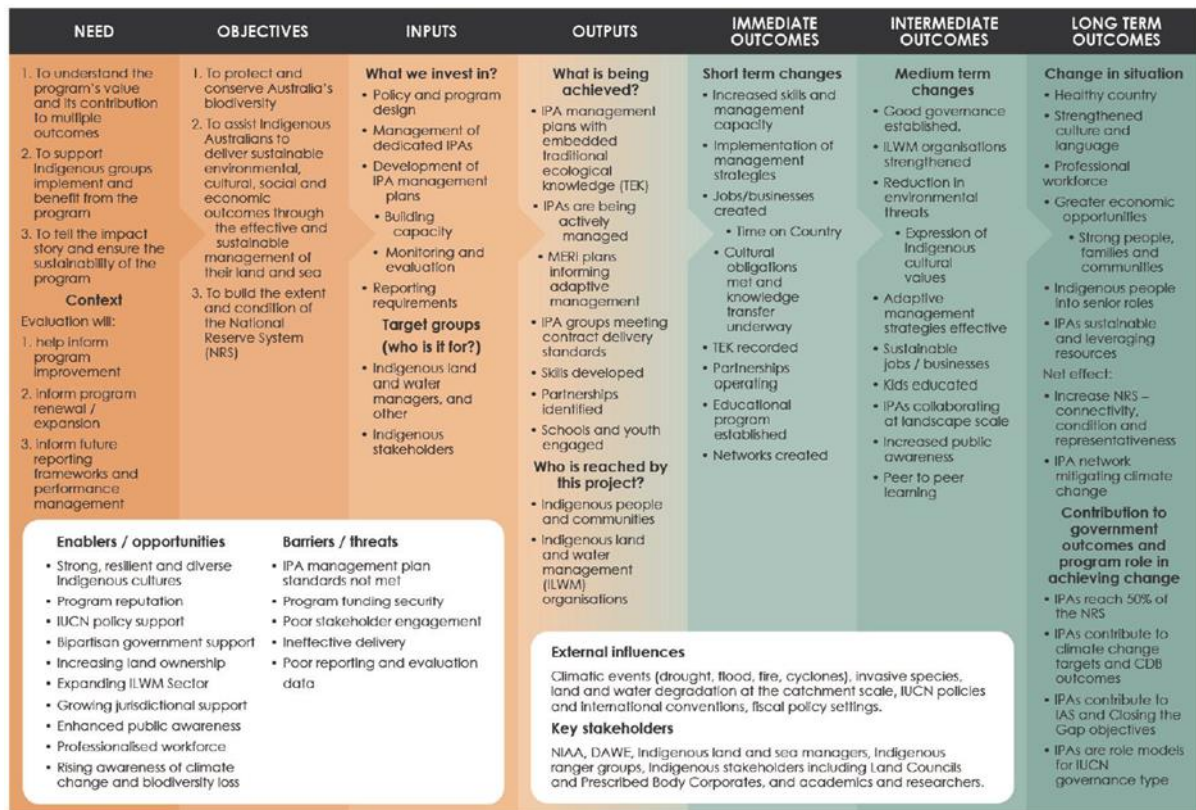 NEED
1. To understand the
program's value
and its contribution
to multiple
outcomes
2. To support
Indigenous groups
implement and
benefit from the
program
3. To tell the impact
story and ensure the
sustainability of the
program
Context
Evaluation will:
1. help inform
program
improvement
2. inform program
renewal /
expansion
3. inform future
reporting
frameworks and
performance
management
OBJECTIVES
1. To protect and
conserve Australia's
biodiversity
2. To assist Indigenous
Australians to
deliver sustainable
environmental,
cultural, social and
economic
outcomes through
the effective and
sustainable
management of
their land and sea
3. To build the extent
and condition of
the National
Reserve System
(NRS)
INPUTS
What we invest in?
• Policy and program
design
• Management of
dedicated IPAs
• Development of
IPA management
plans
• Building
capacity
• Monitoring and
evaluation
• Reporting
requirements
Target groups
(who is it for?)
• Indigenous land
and water
managers, and
other
• Indigenous
stakeholders
OUTPUTS
What is being
achieved?
• IPA management
plans with
embedded
traditional
ecological
knowledge (TEK)
• IPAs are being
actively
managed
• MERI plans
informing
adaptive
management
• IPA groups meeting
contract delivery
standards
• Skills developed
• Partnerships
identified
• Schools and youth
engaged
Who is reached by
this project?
• Indigenous people
and communities
• Indigenous land
and water
management
(ILWM)
organisations
IMMEDIATE
OUTCOMES
Short term changes
• Increased skills and
management
capacity
• Implementation of
management
strategies
• Jobs/businesses
created
• Time on Country
• Cultural
obligations
met and
knowledge
transfer
underway
• TEK recorded
• Partnerships
operating
• Educational
program
established
• Networks created
INTERMEDIATE
OUTCOMES
Medium term
changes
• Good governance
established.
• ILWM organisations
strengthened
• Reduction in
environmental
threats
• Expression of
Indigenous
cultural
values
• Adaptive
management
strategies effective
• Sustainable
jobs / businesses
• Kids educated
• IPAs collaborating
at landscape scale
• Increased public
awareness
• Peer to peer
learning
LONG TERM
OUTCOMES
Change in situation
• Healthy country
• Strengthened
culture and
language
• Professional
workforce
• Greater economic
opportunities
• Strong people,
families and
communities
• Indigenous people
into senior roles
• IPAs sustainable
and leveraging
resources
Net effect:
• Increase NRS –
connectivity,
condition and
representativeness
• IPA network
mitigating climate
change
Contribution to
government
outcomes and
program role in
achieving change
• IPAs reach 50% of
the NRS
• IPAs contribute to
climate change
targets and CDB
outcomes
• IPAs contribute to
IAS and Closing the
Gap objectives
• IPAs are role models
for IUCN
governance type
Enablers / opportunities
• Strong, resilient and diverse
Indigenous cultures
• Program reputation
• IUCN policy support
• Bipartisan government support
• Increasing land ownership
• Expanding ILWM Sector
• Growing jurisdictional support
• Enhanced public awareness
• Professionalised workforce
• Rising awareness of climate
change and biodiversity loss
Barriers / threats
• IPA management plan
standards not met
• Program funding security
• Poor stakeholder engagement
• Ineffective delivery
• Poor reporting and evaluation
data
External influences
Climatic events (drought, flood, fire, cyclones), invasive species,
land and water degradation at the catchment scale, IUCN policies
and international conventions, fiscal policy settings.
Key stakeholders
NIAA, DAWE, Indigenous land and sea managers, Indigenous
ranger groups, Indigenous stakeholders including Land Councils
and Prescribed Body Corporates, and academics and researchers.